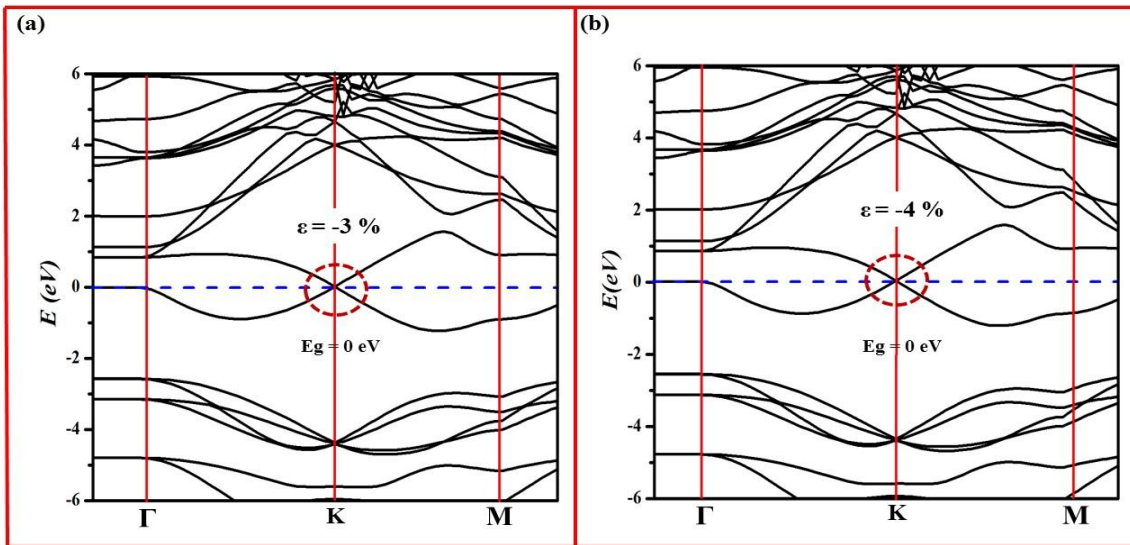 (a)
6
4
2
0
-2
-4
-6
E (eV)
ε = -3 %
Eg = 0 eV
Γ
K
M
(b)
6
4
2
0
-2
-4
-6
E(eV)
ε = -4 %
Eg = 0 eV
Γ
K
M